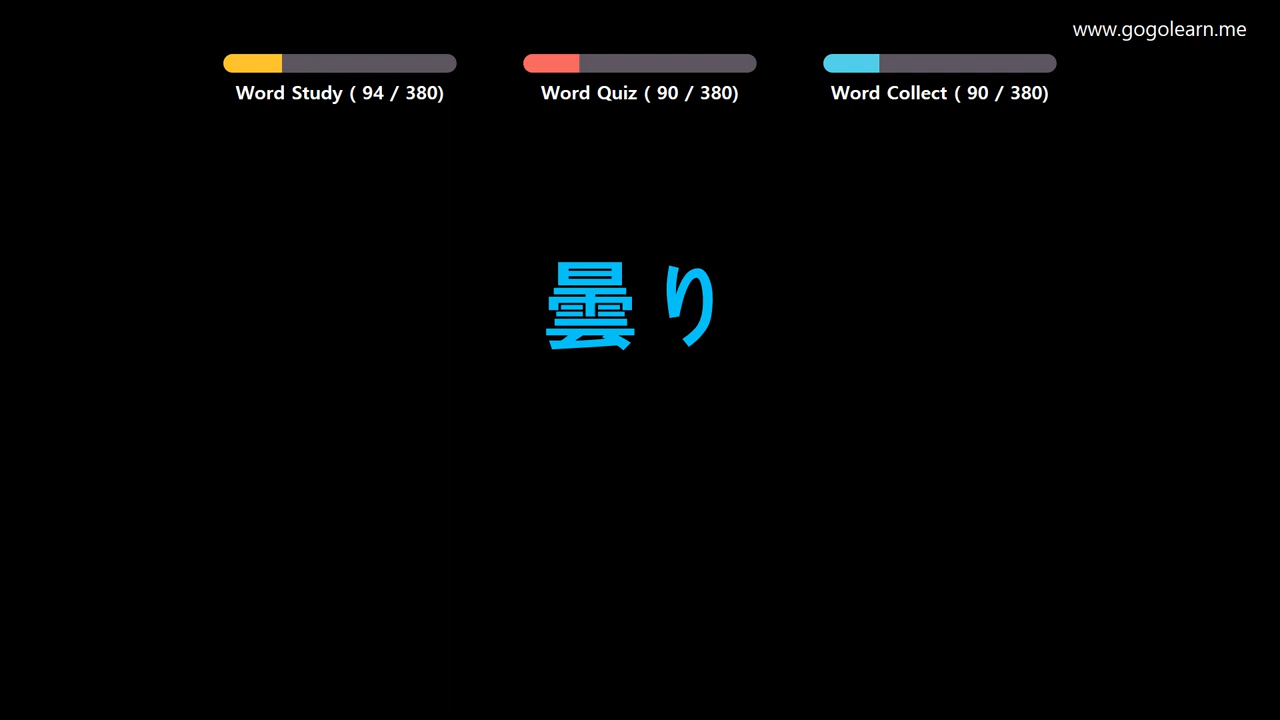 www.gogolearn.me
Word Study ( 94 / 380)
Word Quiz ( 90 / 380)
Word Collect ( 90 / 380)
曇り